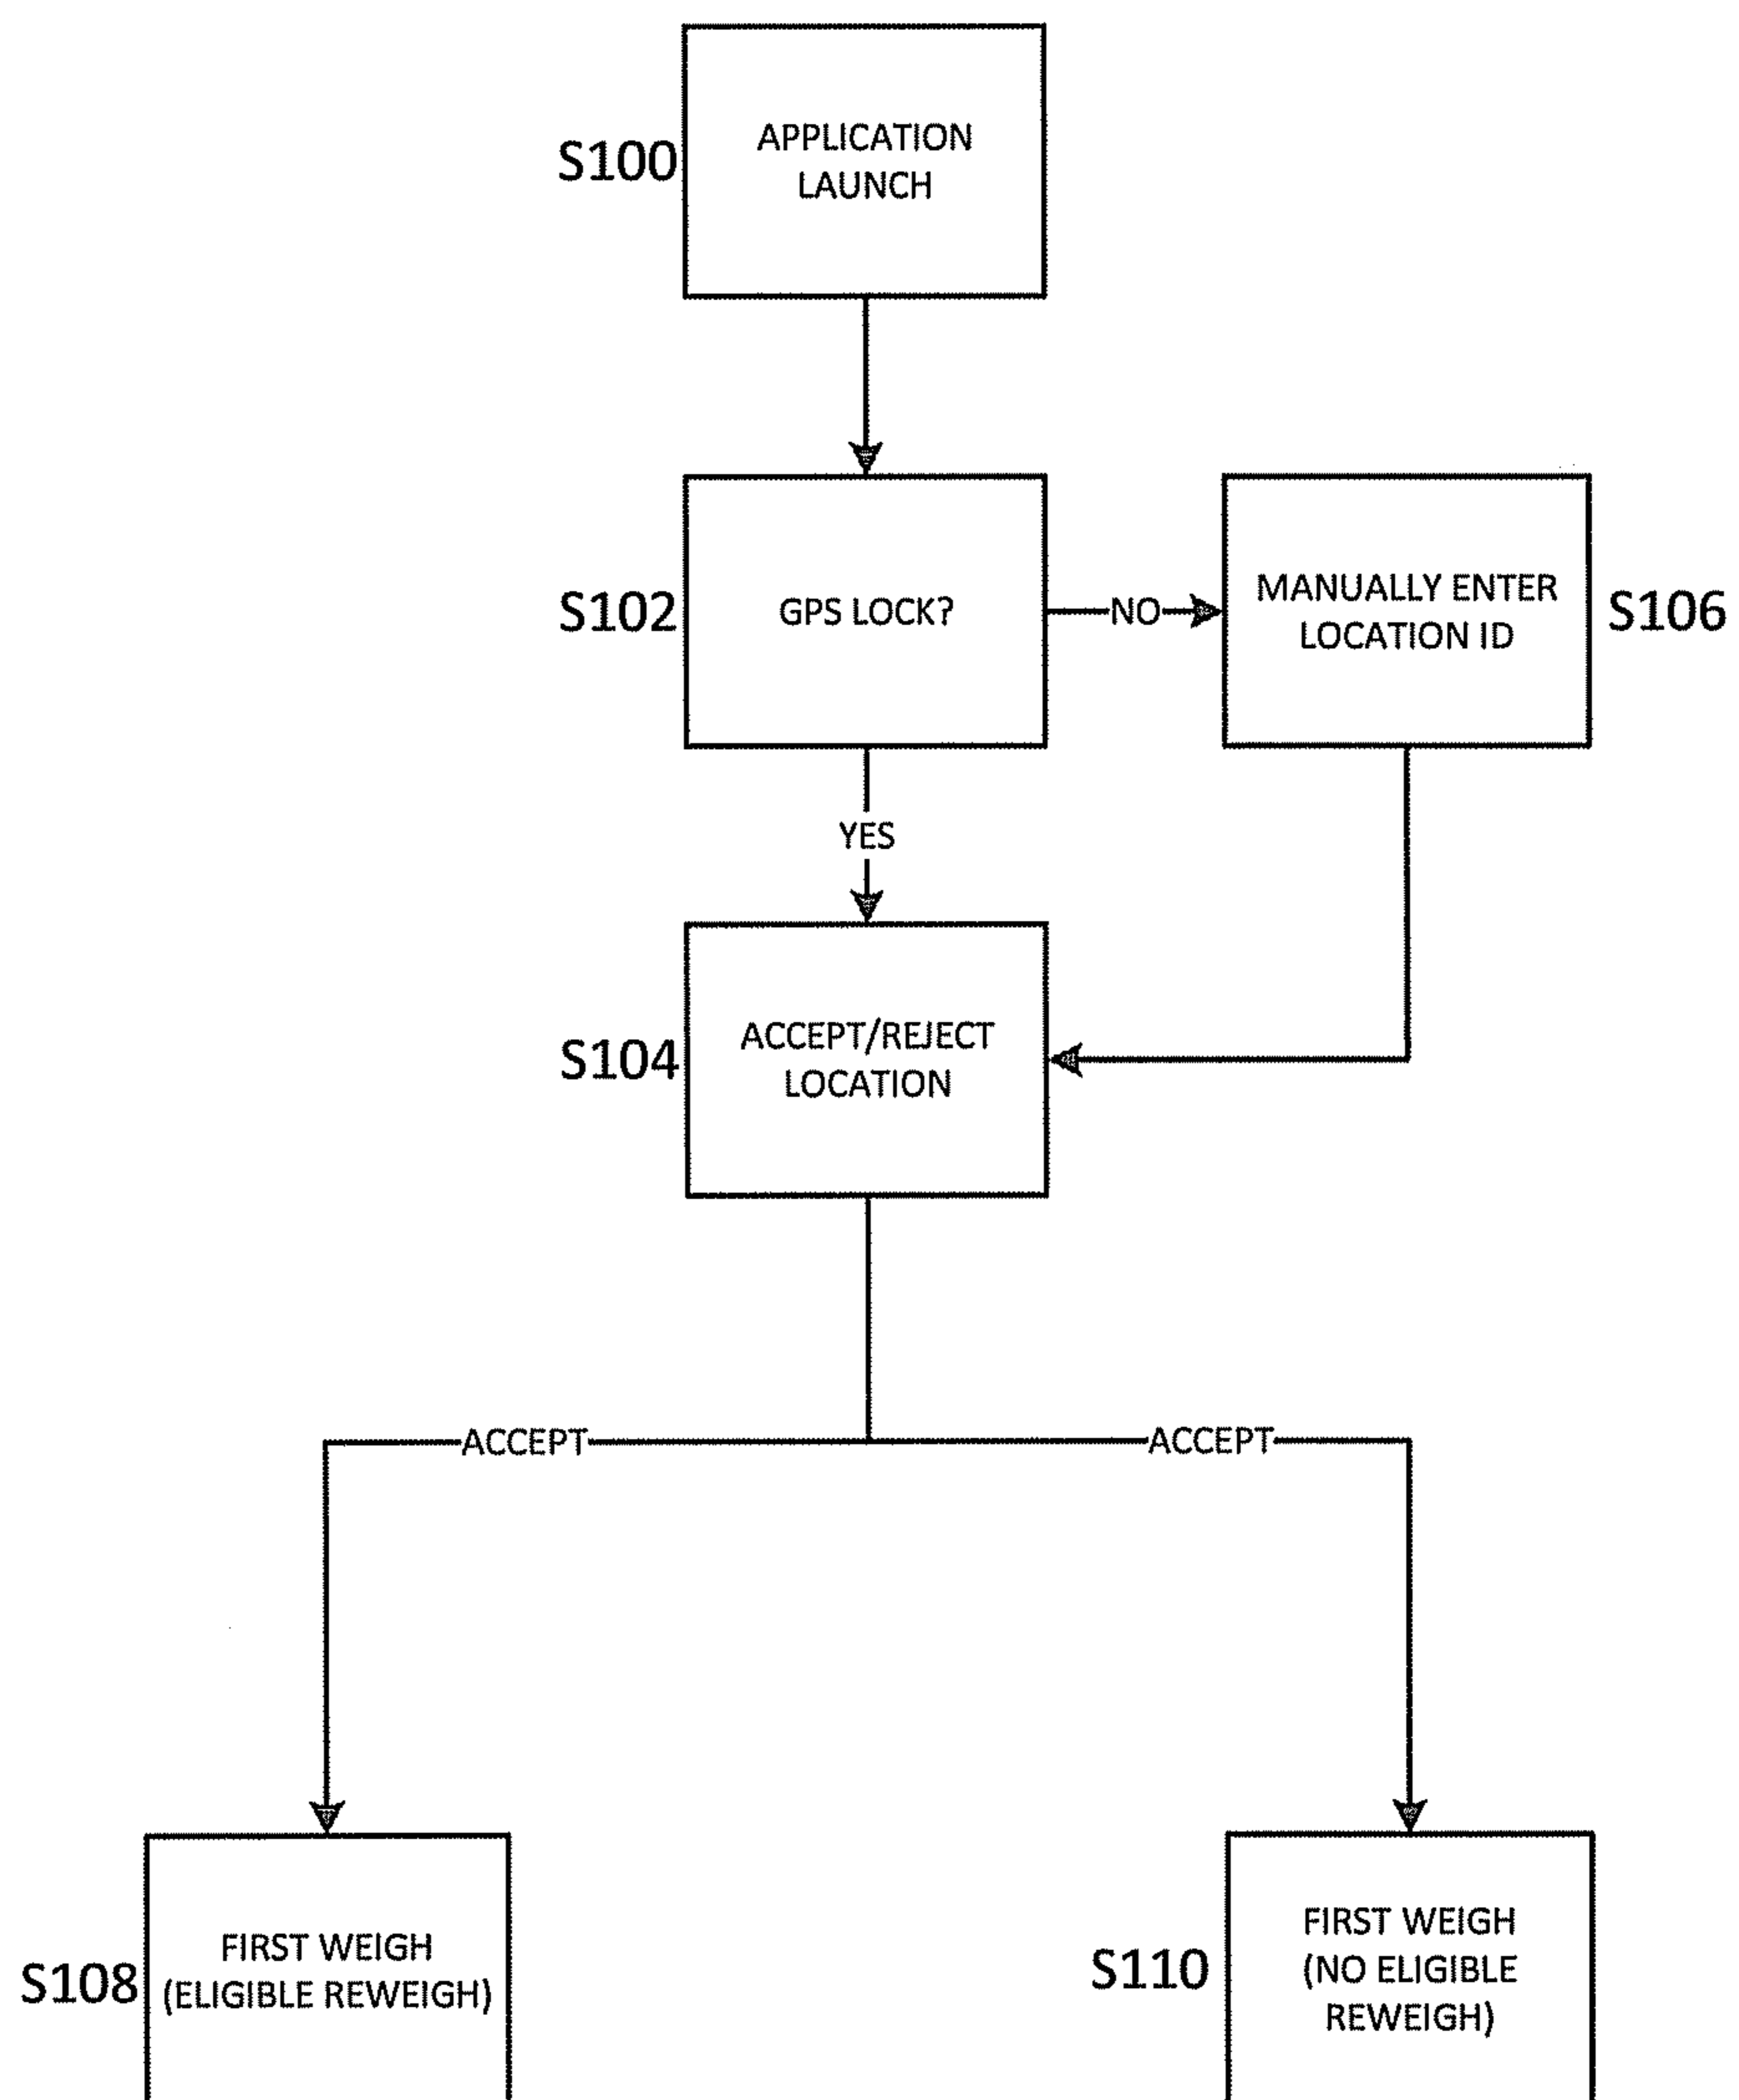 S100
APPLICATION
LAUNCH
S102
GPS LOCK?
NO
MANUALLY ENTER
LOCATION ID
S106
YES
S104
ACCEPT/REJECT
LOCATION
ACCEPT
ACCEPT
S108
FIRST WEIGH
(ELIGIBLE REWEIGH)
S110
FIRST WEIGH
(NO ELIGIBLE
REWEIGH)